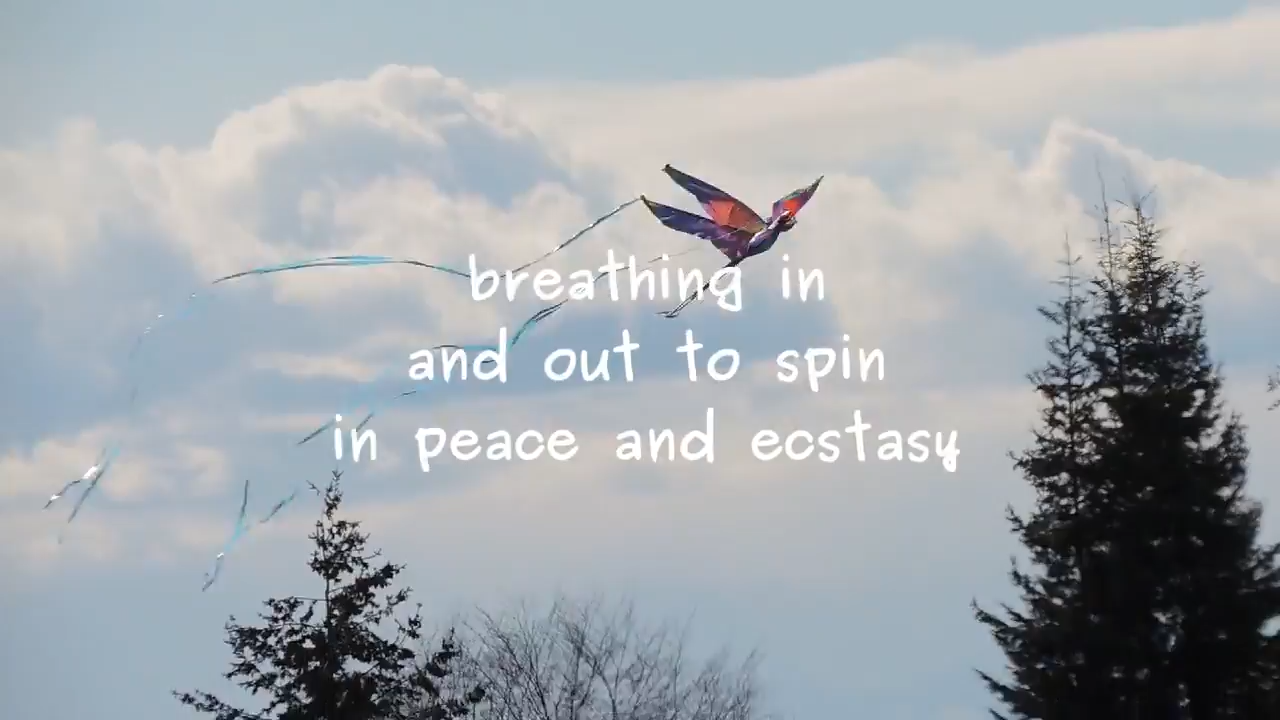 breathing in
and out to spin
in peace and ecstasy